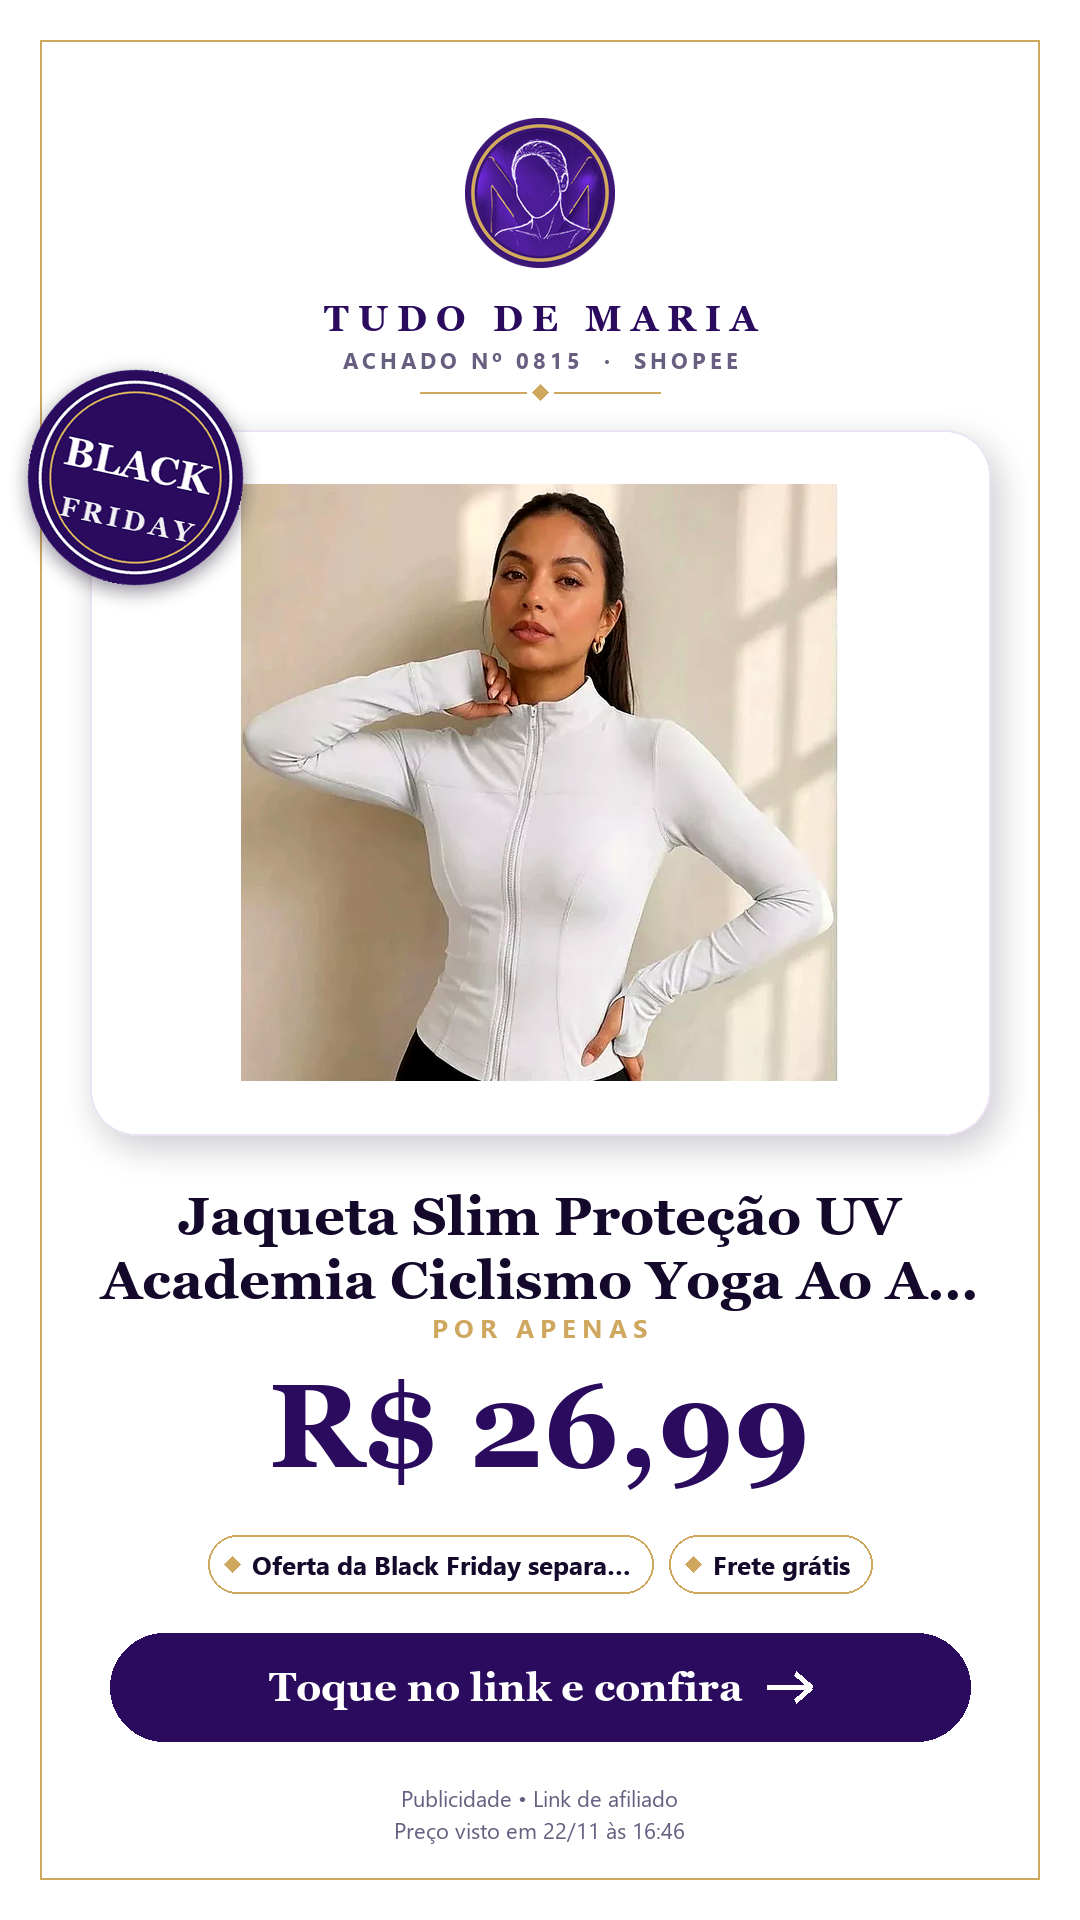 TUDO DE MARIA
ACHADO Nº 0815 · SHOPEE
BLACK
FRIDAY
Jaqueta Slim Proteção UV
Academia Ciclismo Yoga Ao A...
POR APENAS
R$ 26,99
Oferta da Black Friday separa...
Frete grátis
Toque no link e confira →
Publicidade • Link de afiliado
Preço visto em 22/11 às 16:46